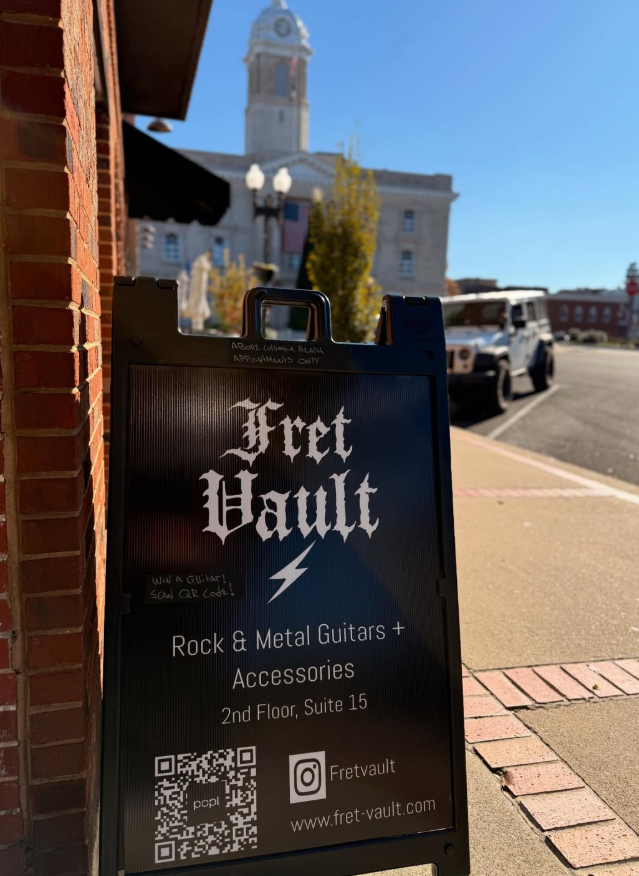 ABOVE COLUMBIA HEALTH
APPOINTMENTS ONLY
Fret
Vault
WIN A GUITAR!
SCAN QR CODE!
Rock & Metal Guitars +
Accessories
2nd Floor, Suite 15
popl
Fretvault
www.fret-vault.com